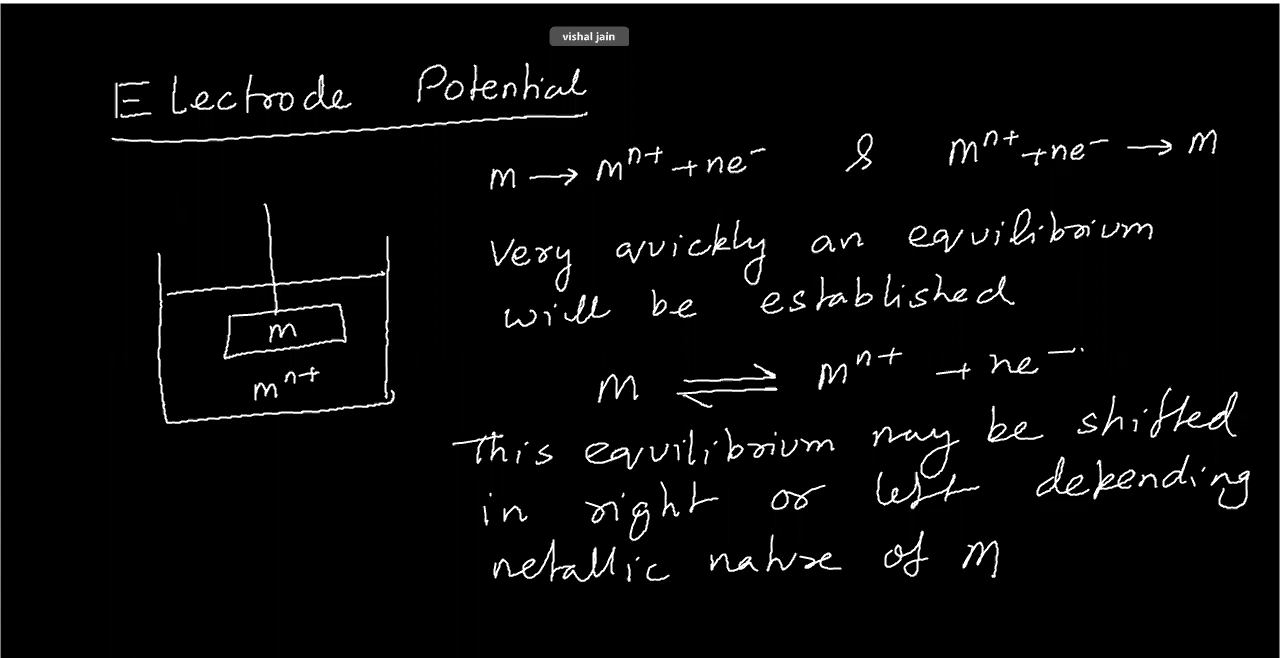 vishal jain
Electrode Potential
m → m^n+ + ne^- & m^n+ + ne^- → m
Very quickly an equilibrium
will be established
m
m^n+
m ⇌ m^n+ + ne^-
This equilibrium may be shifted
in right or left depending
metallic nature of m